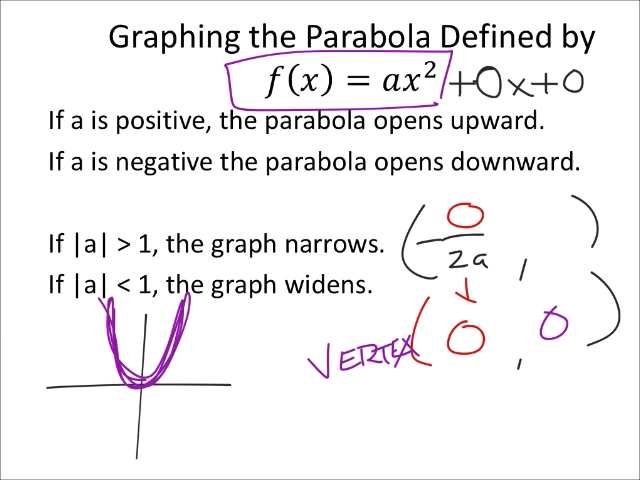 Graphing the Parabola Defined by
f(x) = ax² +0x+0
If a is positive, the parabola opens upward.
If a is negative the parabola opens downward.
If |a| > 1, the graph narrows.
If |a| < 1, the graph widens.
(0/2a, )
VERTEX (0, 0)